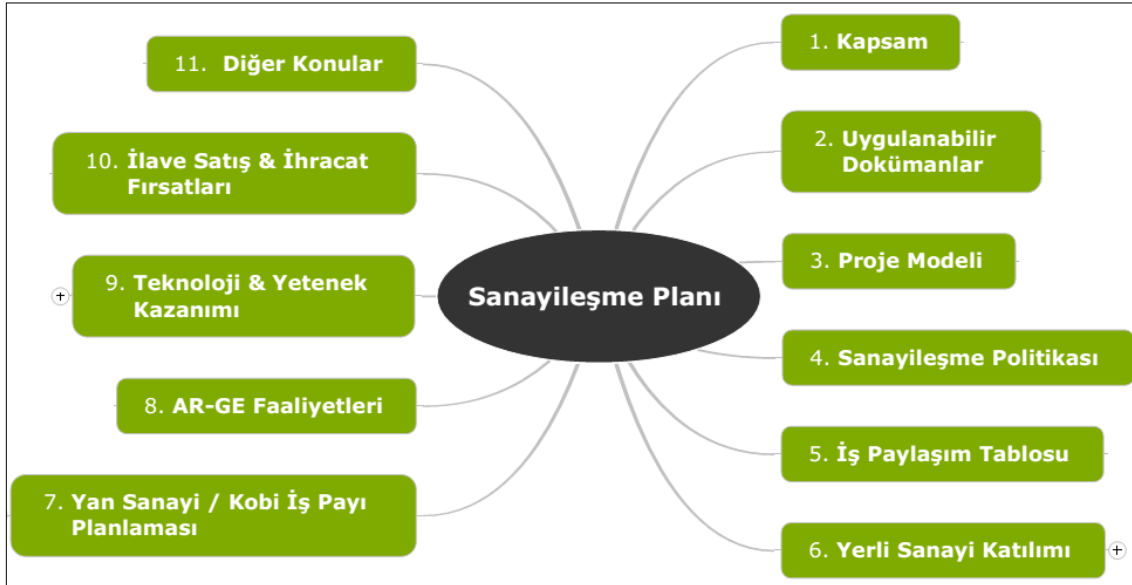 Sanayileşme Planı
1. Kapsam
2. Uygulanabilir
Dokümanlar
3. Proje Modeli
4. Sanayileşme Politikası
5. İş Paylaşım Tablosu
6. Yerli Sanayi Katılımı
7. Yan Sanayi / Kobi İş Payı
Planlaması
8. AR-GE Faaliyetleri
9. Teknoloji & Yetenek
Kazanımı
10. İlave Satış & İhracat
Fırsatları
11. Diğer Konular